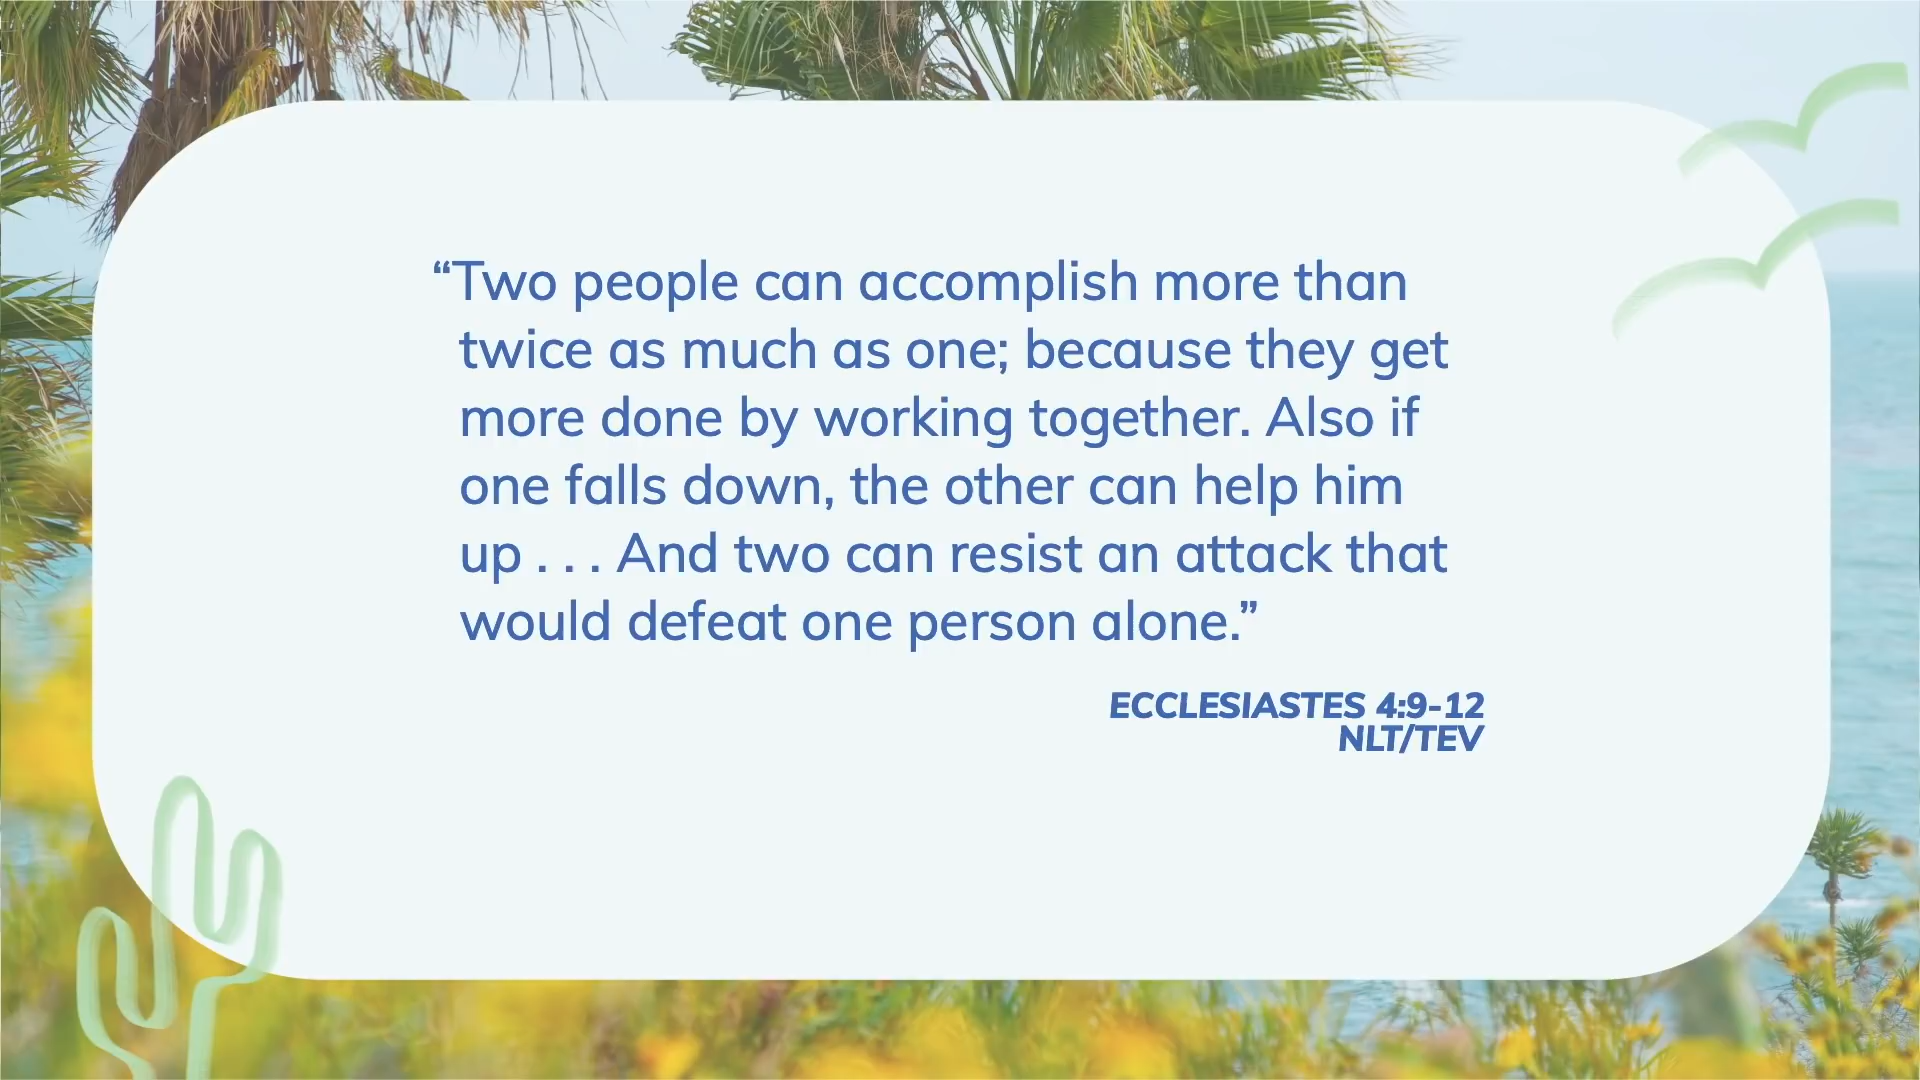 “Two people can accomplish more than
twice as much as one; because they get
more done by working together. Also if
one falls down, the other can help him
up . . . And two can resist an attack that
would defeat one person alone.”
ECCLESIASTES 4:9-12
NLT/TEV